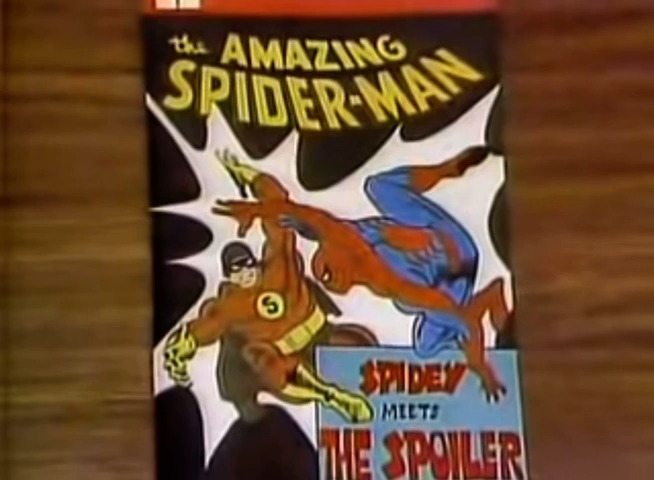 the AMAZING
SPIDER-MAN
S
SPIDEY
MEETS
THE SPOILER